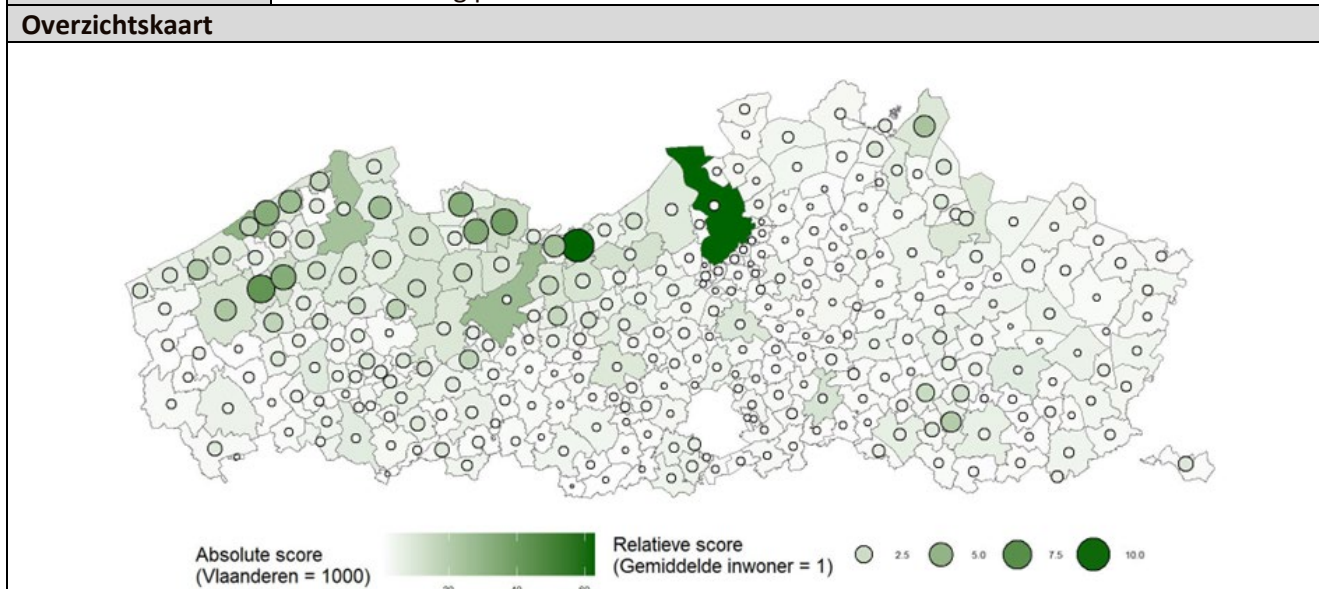 Overzichtskaart
Absolute score
(Vlaanderen = 1000)
Relatieve score
(Gemiddelde inwoner = 1)
2.5
5.0
7.5
10.0